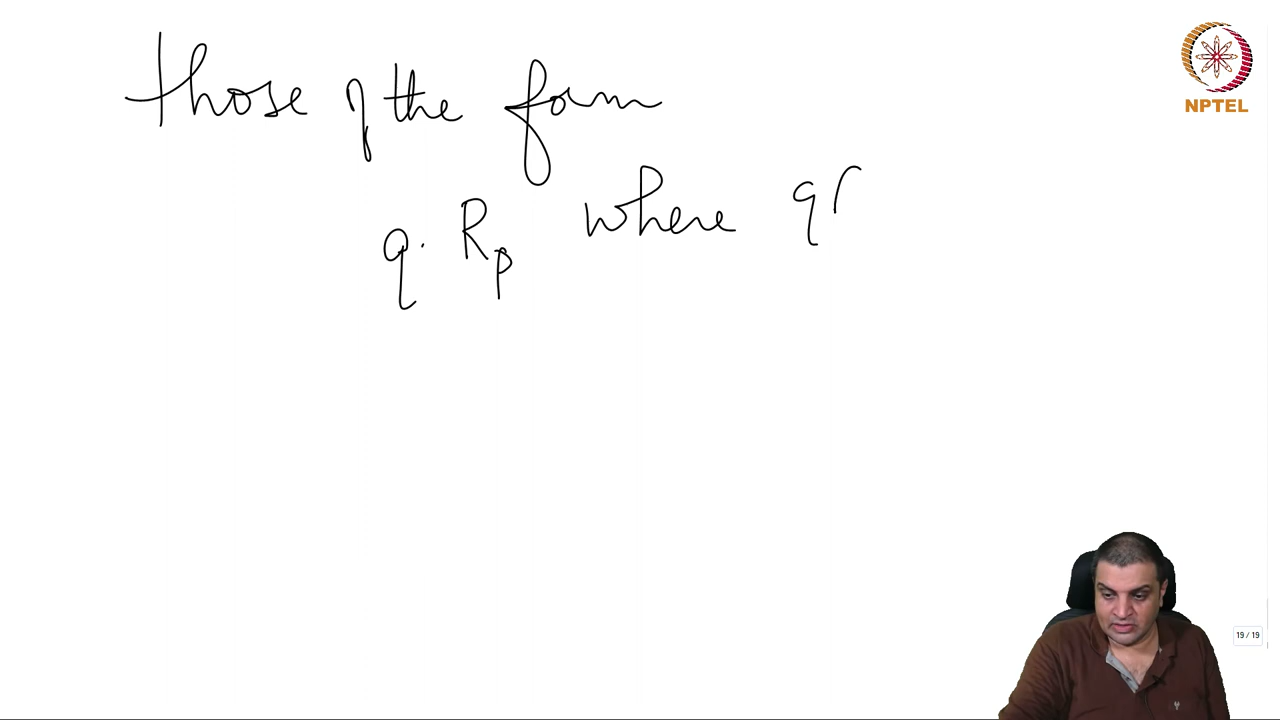 those of the form
q. R_p where q
NPTEL
19 / 19